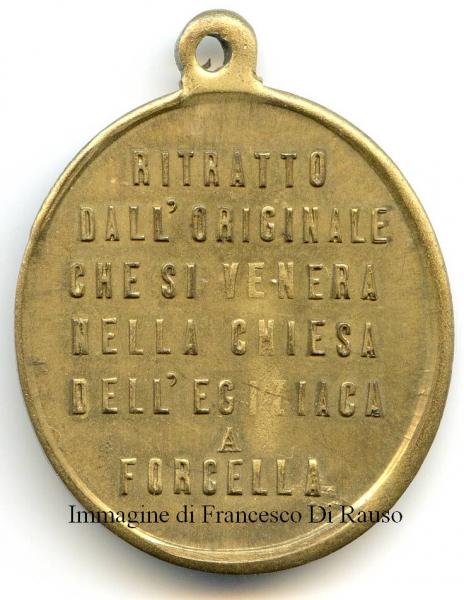 RITRATTO
DALL'ORIGINALE
CHE SI VENERA
NELLA CHIESA
DELL'EGIZIACA
A
FORCELLA
Immagine di Francesco Di Rauso